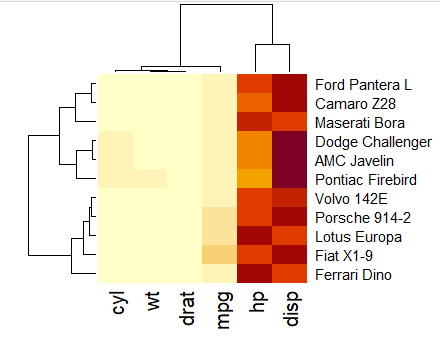 Ford Pantera L
Camaro Z28
Maserati Bora
Dodge Challenger
AMC Javelin
Pontiac Firebird
Volvo 142E
Porsche 914-2
Lotus Europa
Fiat X1-9
Ferrari Dino
cyl
wt
drat
mpg
hp
disp